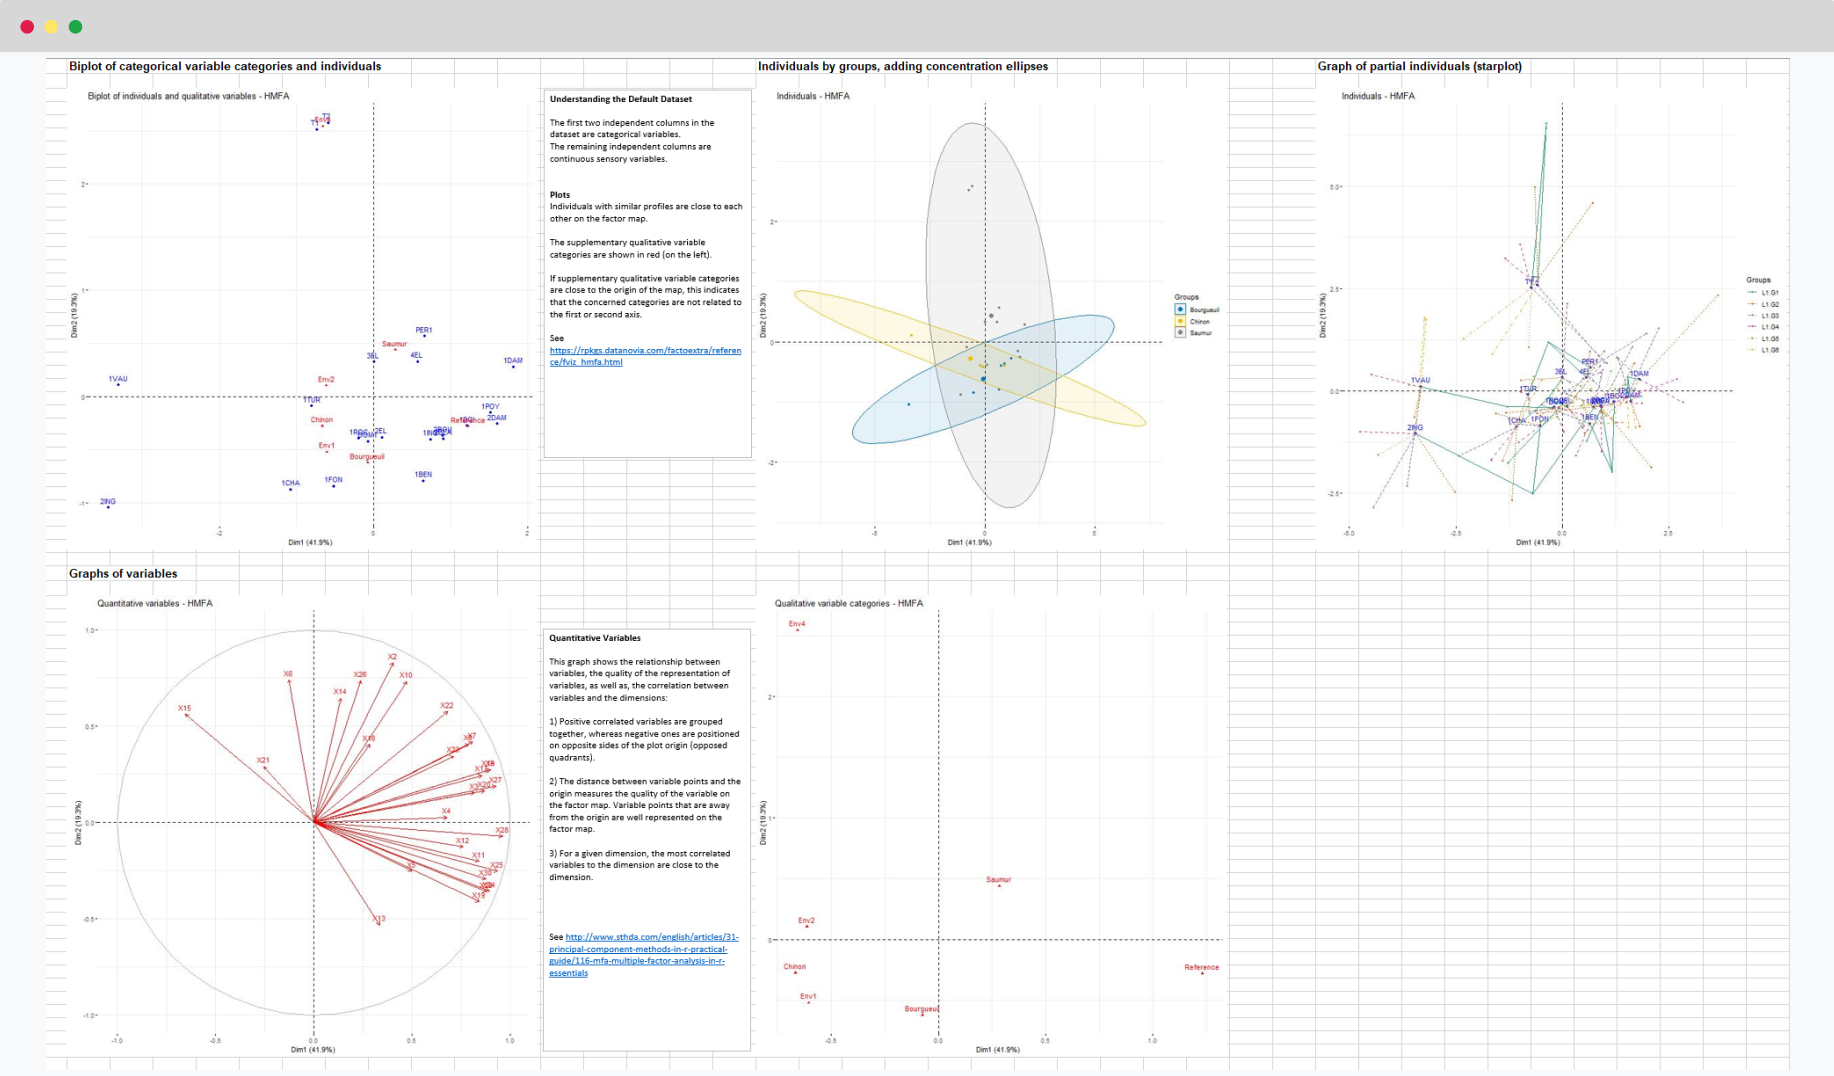 Biplot of categorical variable categories and individuals
Individuals by groups, adding concentration ellipses
Graph of partial individuals (starplot)
Biplot of individuals and qualitative variables - HMFA
T1
T2
2-
1-
0-
-1-
Dim2 (19.3%)
PER1
Saumur
3EL
4EL
1DAM
1VAU
Env2
1TUR
1POY
Chinon
Reference
2DAM
2EL
Env1
Bourgueuil
1BEN
1CHA
1FON
2ING
-2
0
2
Dim1 (41.9%)
Understanding the Default Dataset
The first two independent columns in the
dataset are categorical variables.
The remaining independent columns are
continuous sensory variables.
Plots
Individuals with similar profiles are close to each
other on the factor map.
The supplementary qualitative variable
categories are shown in red (on the left).
If supplementary qualitative variable categories
are close to the origin of the map, this indicates
that the concerned categories are not related to
the first or second axis.
See
https://rpkgs.datanovia.com/factoextra/referen
ce/fviz_hmfa.html
Individuals - HMFA
2-
0-
-2-
Dim2 (19.3%)
-5
0
5
Dim1 (41.9%)
Groups
Bourgueuil
Chinon
Saumur
Individuals - HMFA
5.0-
2.5-
0.0-
-2.5-
Dim2 (19.3%)
PER1
3EL
4EL
1DAM
1VAU
1TUR
2DAM
1BEN
1CHA
1FON
2ING
-5.0
-2.5
0.0
2.5
Dim1 (41.9%)
Groups
L1.G1
L1.G2
L1.G3
L1.G4
L1.G5
L1.G6
Graphs of variables
Quantitative variables - HMFA
1.0-
0.5-
0.0-
-0.5-
-1.0-
Dim2 (19.3%)
X2
X6
X26
X10
X14
X15
X22
X16
X21
X27
X4
X28
X12
X11
X5
X25
X30
X19
X13
-1.0
-0.5
0.0
0.5
1.0
Dim1 (41.9%)
Quantitative Variables
This graph shows the relationship between
variables, the quality of the representation of
variables, as well as, the correlation between
variables and the dimensions:
1) Positive correlated variables are grouped
together, whereas negative ones are positioned
on opposite sides of the plot origin (opposed
quadrants).
2) The distance between variable points and the
origin measures the quality of the variable on
the factor map. Variable points that are away
from the origin are well represented on the
factor map.
3) For a given dimension, the most correlated
variables to the dimension are close to the
dimension.
See http://www.sthda.com/english/articles/31-
principal-component-methods-in-r-practical-
guide/116-mfa-multiple-factor-analysis-in-r-
essentials
Qualitative variable categories - HMFA
Env4
2-
1-
0-
Dim2 (19.3%)
Saumur
Env2
Chinon
Reference
Env1
Bourgueuil
-0.5
0.0
0.5
1.0
Dim1 (41.9%)